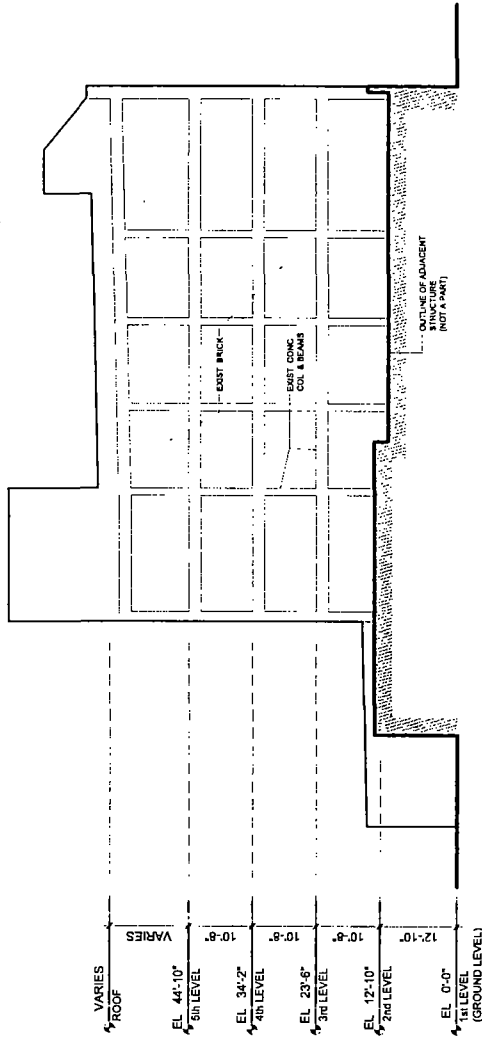 VARIES
ROOF
VARIES
EL 44'-10"
5th LEVEL
10'-8"
EL 34'-2"
4th LEVEL
10'-8"
EL 23'-6"
3rd LEVEL
10'-8"
EL 12'-10"
2nd LEVEL
12'-10"
EL 0'-0"
1st LEVEL
(GROUND LEVEL)
EXIST BRICK
EXIST CONC
COL & BEAMS
OUTLINE OF ADJACENT
STRUCTURE
(NOT A PART)